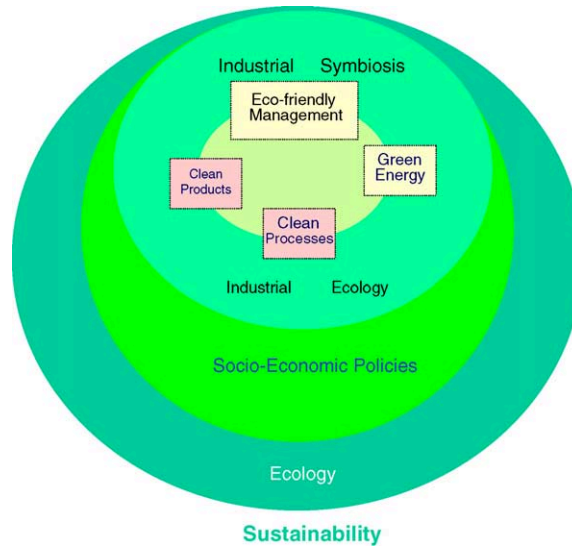 Industrial Symbiosis
Eco-friendly
Management
Clean
Products
Green
Energy
Clean
Processes
Industrial Ecology
Socio-Economic Policies
Ecology
Sustainability